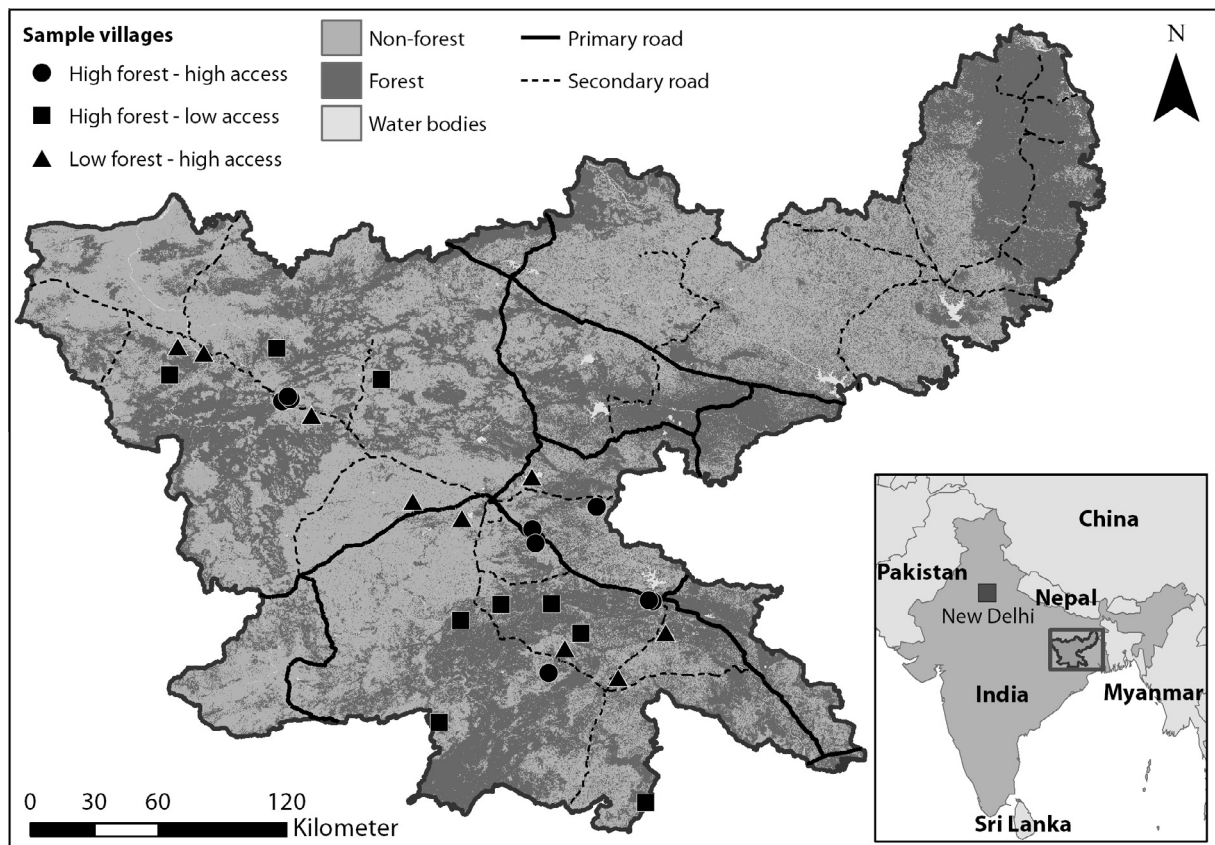 Sample villages
High forest - high access
High forest - low access
Low forest - high access
Non-forest
Forest
Water bodies
Primary road
Secondary road
N
0 30 60 120
Kilometer
China
Pakistan
Nepal
New Delhi
India
Myanmar
Sri Lanka